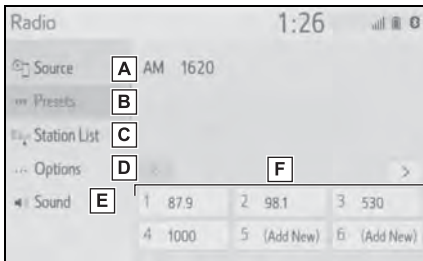 Radio 1:26
Source A AM 1620
Presets B
Station List C
Options D F >
Sound E
1 87.9 2 98.1 3 530
4 1000 5 (Add New) 6 (Add New)